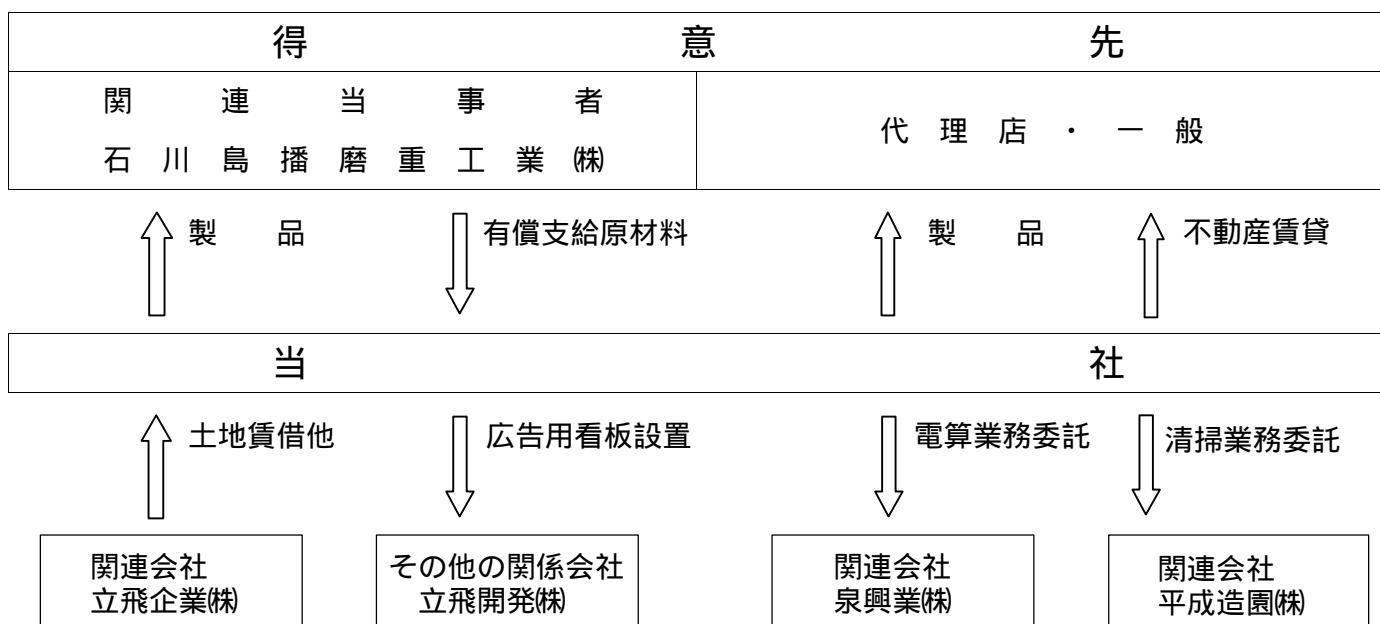 得意先
関連当事者
石川島播磨重工業㈱
代理店・一般
製品
有償支給原材料
製品
不動産賃貸
当社
土地賃借他
広告用看板設置
電算業務委託
清掃業務委託
関連会社
立飛企業㈱
その他の関係会社
立飛開発㈱
関連会社
泉興業㈱
関連会社
平成造園㈱